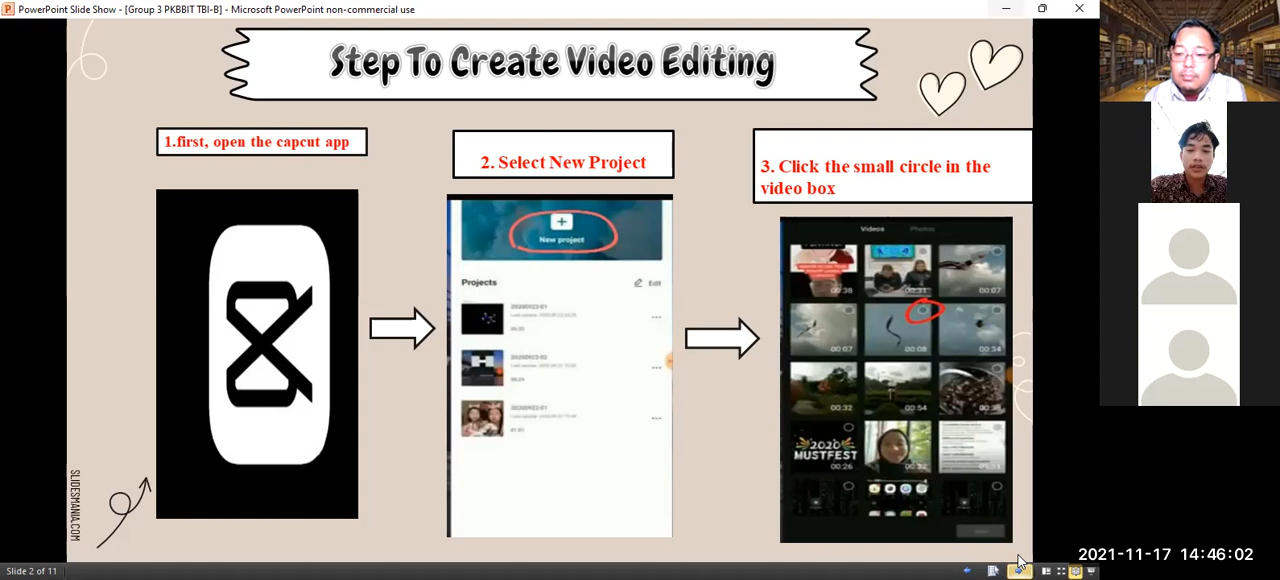 PowerPoint Slide Show - [Group 3 PKBBIT TBI-B] - Microsoft PowerPoint non-commercial use
Step To Create Video Editing
1.first, open the capcut app
2. Select New Project
3. Click the small circle in the
video box
New project
Projects
Edit
Videos
Photos
00:38
00:31
00:07
00:07
00:08
00:34
00:32
00:54
2020
MUSTFEST
00:26
SLIDESMANIA.COM
2021-11-17 14:46:02
Slide 2 of 11